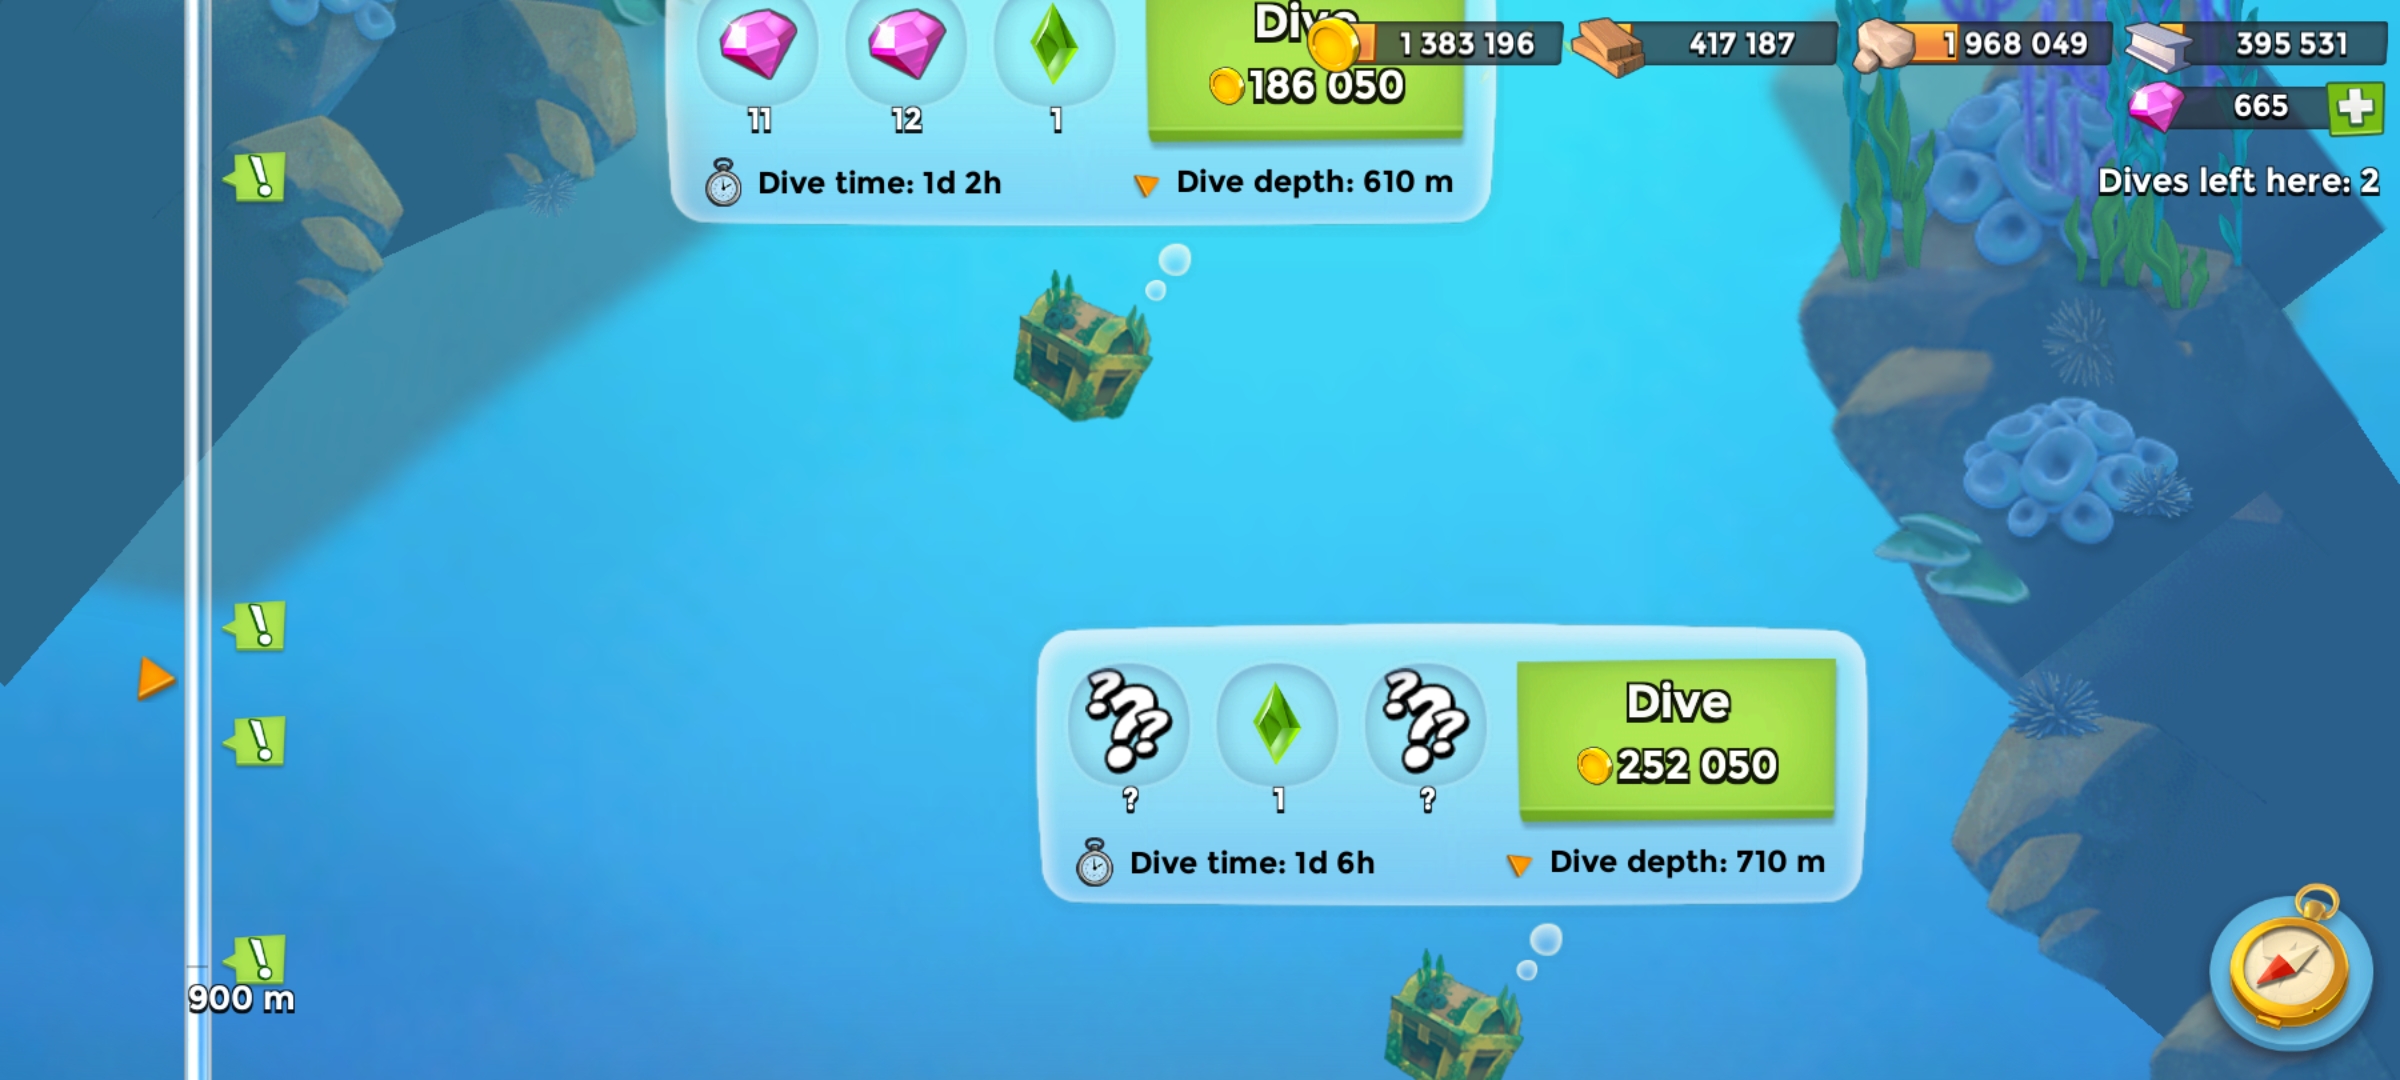 Dive
186 050
11
12
1
Dive time: 1d 2h
Dive depth: 610 m
1 383 196
417 187
1 968 049
395 531
665
Dives left here: 2
!
!
!
!
900 m
???
???
Dive
252 050
?
1
?
Dive time: 1d 6h
Dive depth: 710 m